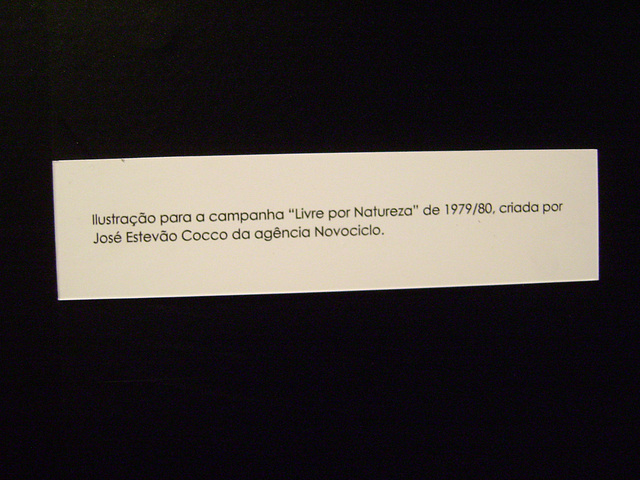 Ilustração para a campanha “Livre por Natureza” de 1979/80, criada por
José Estevão Cocco da agência Novociclo.